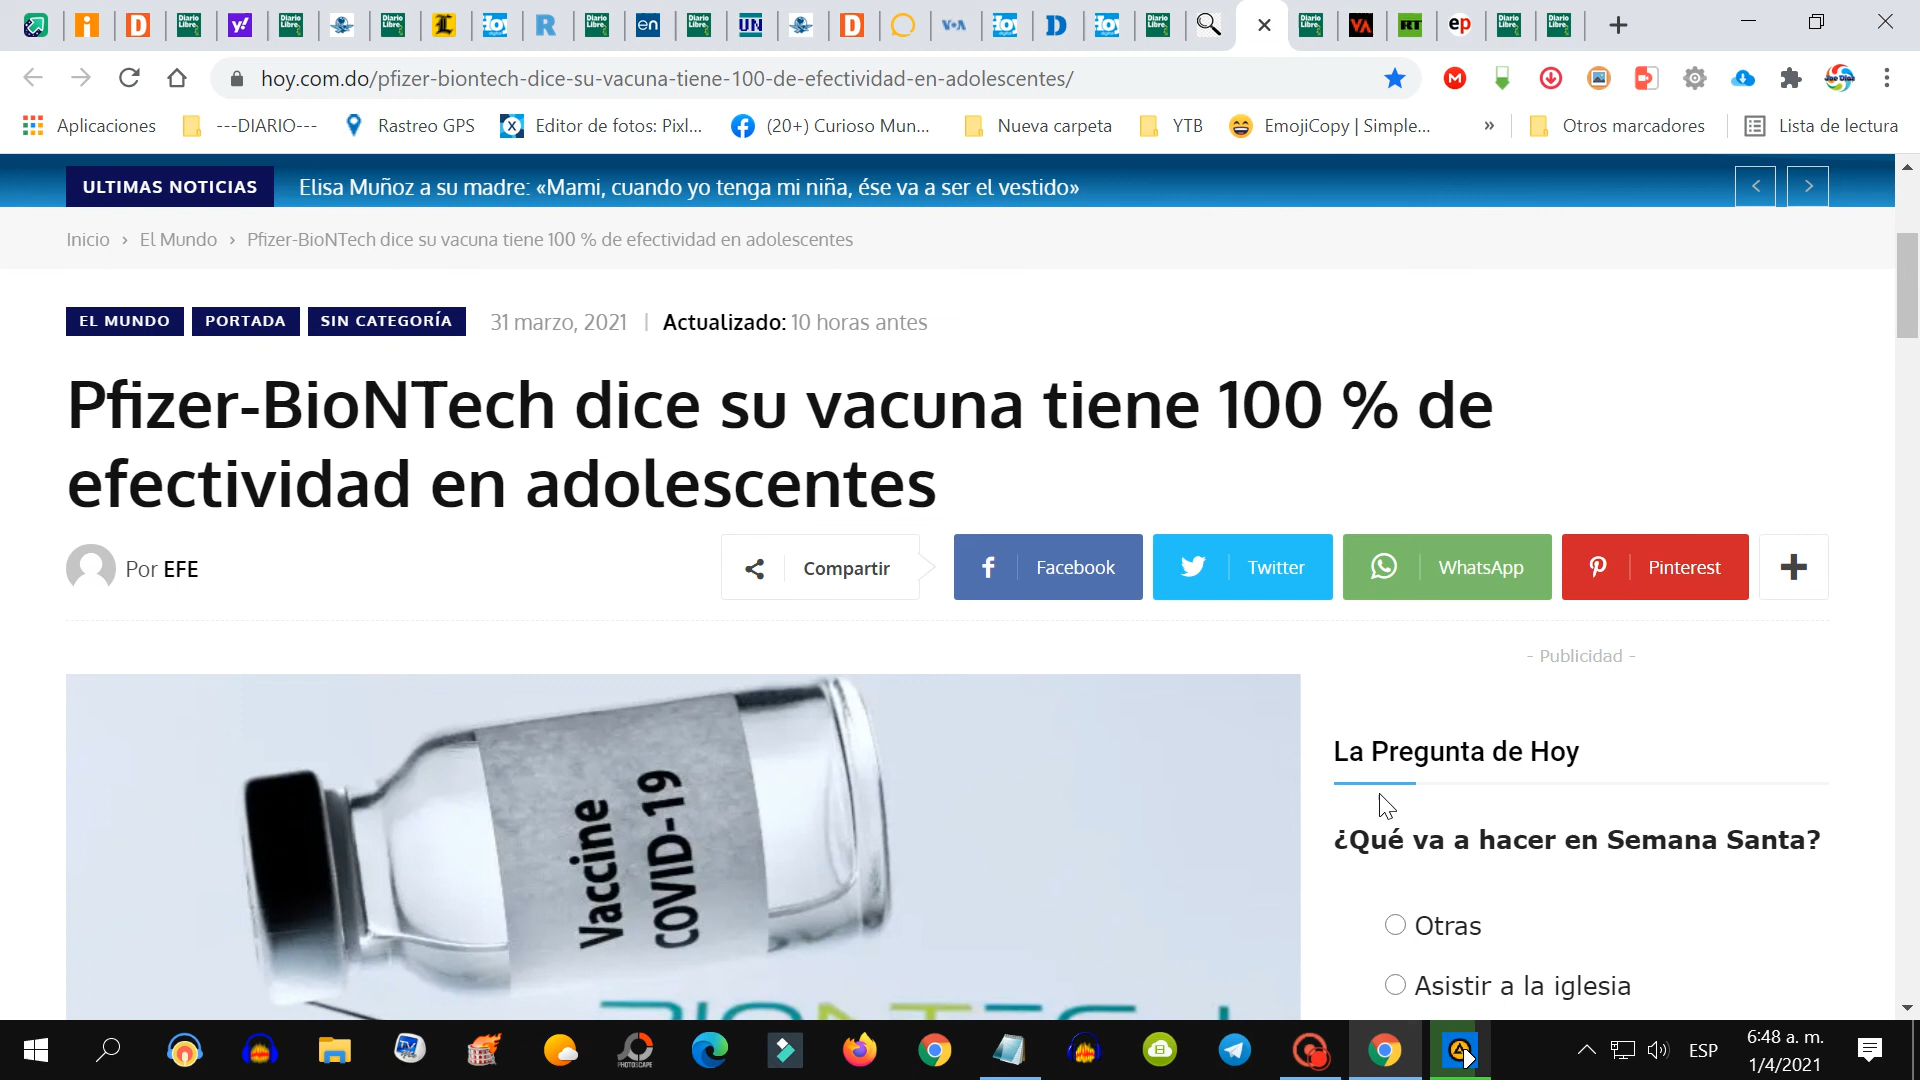 hoy.com.do/pfizer-biontech-dice-su-vacuna-tiene-100-de-efectividad-en-adolescentes/
Aplicaciones
---DIARIO---
Rastreo GPS
Editor de fotos: Pixl...
(20+) Curioso Mun...
Nueva carpeta
YTB
EmojiCopy | Simple...
»
Otros marcadores
Lista de lectura
ULTIMAS NOTICIAS
Elisa Muñoz a su madre: «Mami, cuando yo tenga mi niña, ése va a ser el vestido»
Inicio › El Mundo › Pfizer-BioNTech dice su vacuna tiene 100 % de efectividad en adolescentes
EL MUNDO
PORTADA
SIN CATEGORÍA
31 marzo, 2021 | Actualizado: 10 horas antes
Pfizer-BioNTech dice su vacuna tiene 100 % de
efectividad en adolescentes
Por EFE
Compartir
Facebook
Twitter
WhatsApp
Pinterest
- Publicidad -
Vaccine
COVID-19
La Pregunta de Hoy
¿Qué va a hacer en Semana Santa?
Otras
Asistir a la iglesia
ESP
6:48 a. m.
1/4/2021